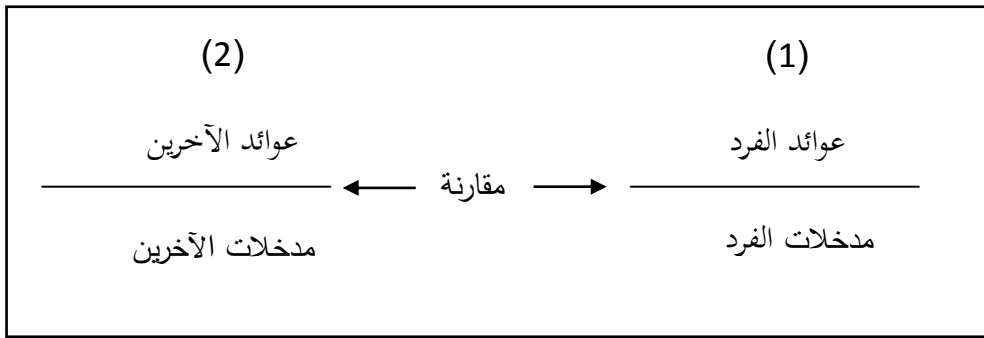 (1) (2)
عوائد الفرد عوائد الآخرين
مقارنة
مدخلات الفرد مدخلات الآخرين